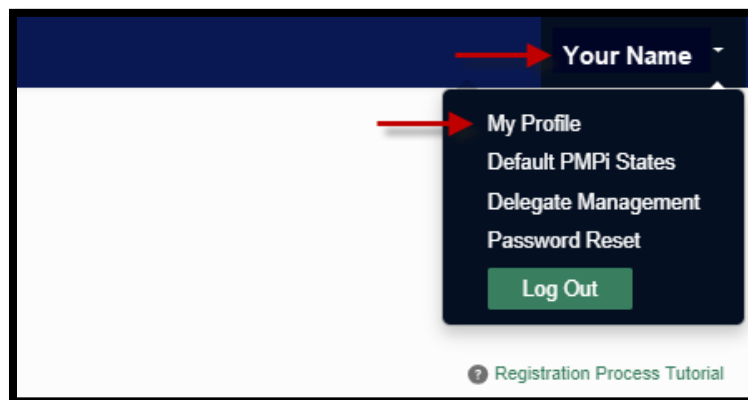 Your Name
My Profile
Default PMPi States
Delegate Management
Password Reset
Log Out
? Registration Process Tutorial